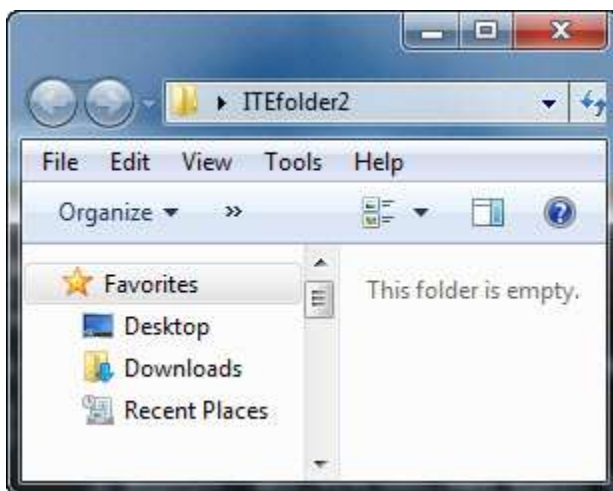 ITEfolder2
File Edit View Tools Help
Organize »
Favorites
This folder is empty.
Desktop
Downloads
Recent Places